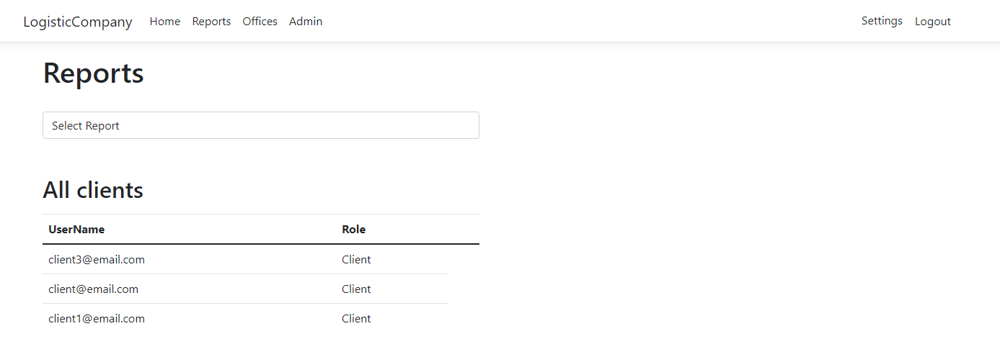 LogisticCompany Home Reports Offices Admin Settings Logout
Reports
Select Report
All clients
UserName Role
client3@email.com Client
client@email.com Client
client1@email.com Client